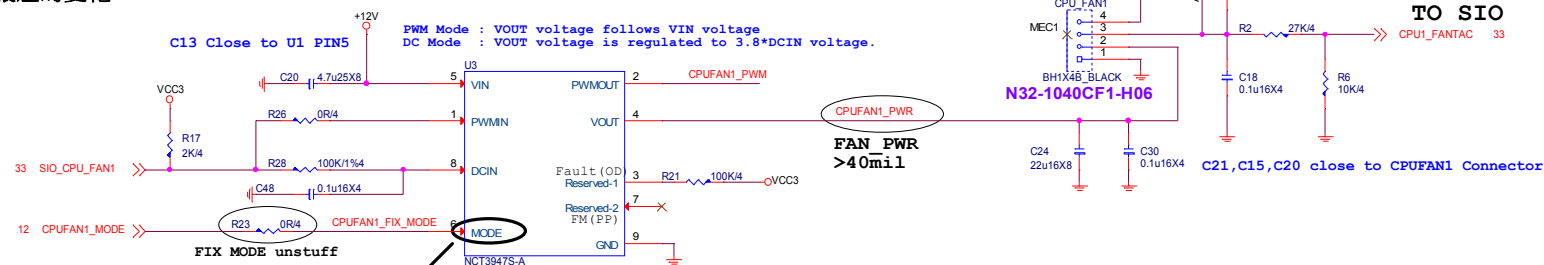 C13 Close to U1 PIN5
+12V
PWM Mode : VOUT voltage follows VIN voltage
DC Mode : VOUT voltage is regulated to 3.8*DCIN voltage.
VCC3
R17
2K/4
C20
4.7u25X8
R26
0R/4
33 SIO_CPU_FAN1
R28
100K/1%4
C48
0.1u16X4
12 CPUFAN1_MODE
R23
0R/4
CPUFAN1_FIX_MODE
FIX MODE unstuff
U3
5
VIN
1
PWMIN
8
DCIN
6
MODE
PWMOUT
2
VOUT
4
Fault(OD)
Reserved-1
3
Reserved-2
7
FM(PP)
GND
9
NCT3947S-A
CPUFAN1_PWM
R21
100K/4
VCC3
CPUFAN1_PWR
FAN_PWR
>40mil
CPU_FAN1
MEC1
4
3
2
1
BH1X4B_BLACK
N32-1040CF1-H06
C24
22u16X8
C30
0.1u16X4
R2
27K/4
C18
0.1u16X4
R6
10K/4
TO SIO
CPU1_FANTAC 33
C21,C15,C20 close to CPUFAN1 Connector